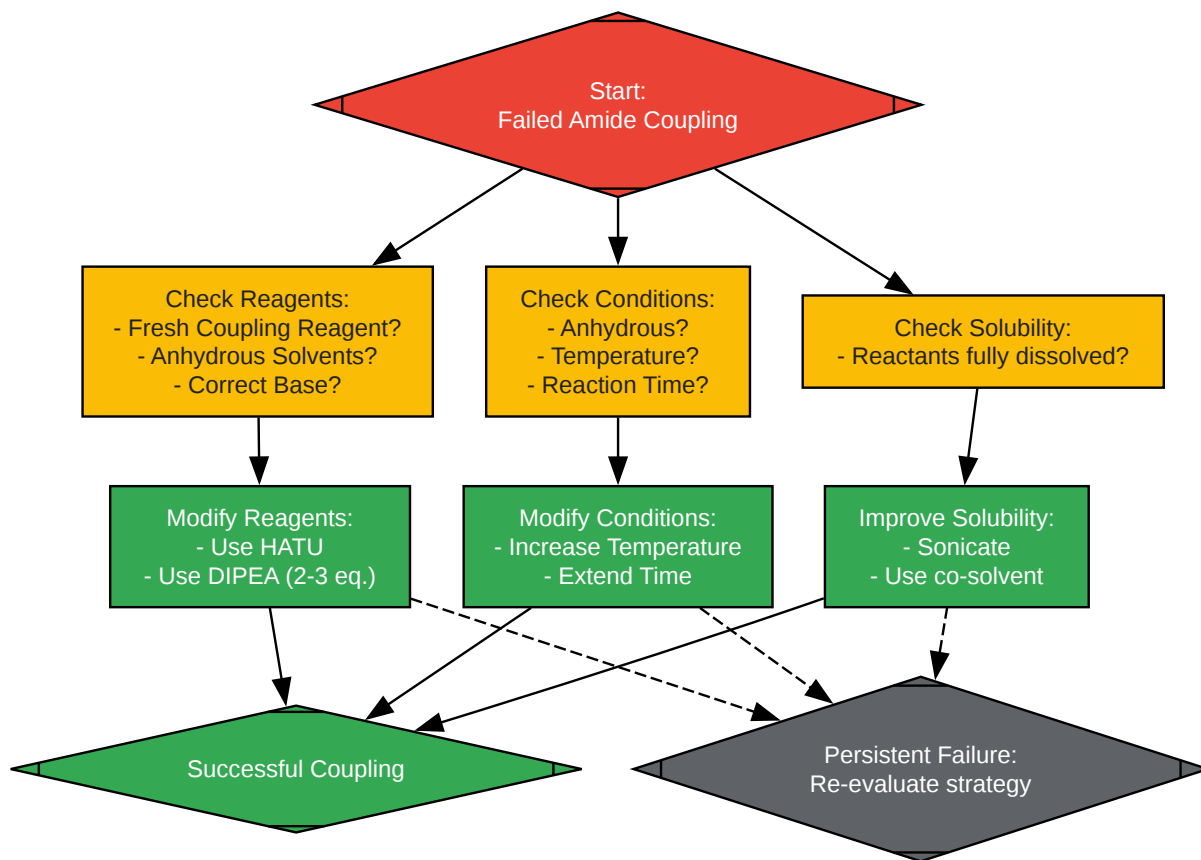 Start:
Failed Amide Coupling
Check Reagents:
- Fresh Coupling Reagent?
- Anhydrous Solvents?
- Correct Base?
Check Conditions:
- Anhydrous?
- Temperature?
- Reaction Time?
Check Solubility:
- Reactants fully dissolved?
Modify Reagents:
- Use HATU
- Use DIPEA (2-3 eq.)
Modify Conditions:
- Increase Temperature
- Extend Time
Improve Solubility:
- Sonicate
- Use co-solvent
Successful Coupling
Persistent Failure:
Re-evaluate strategy